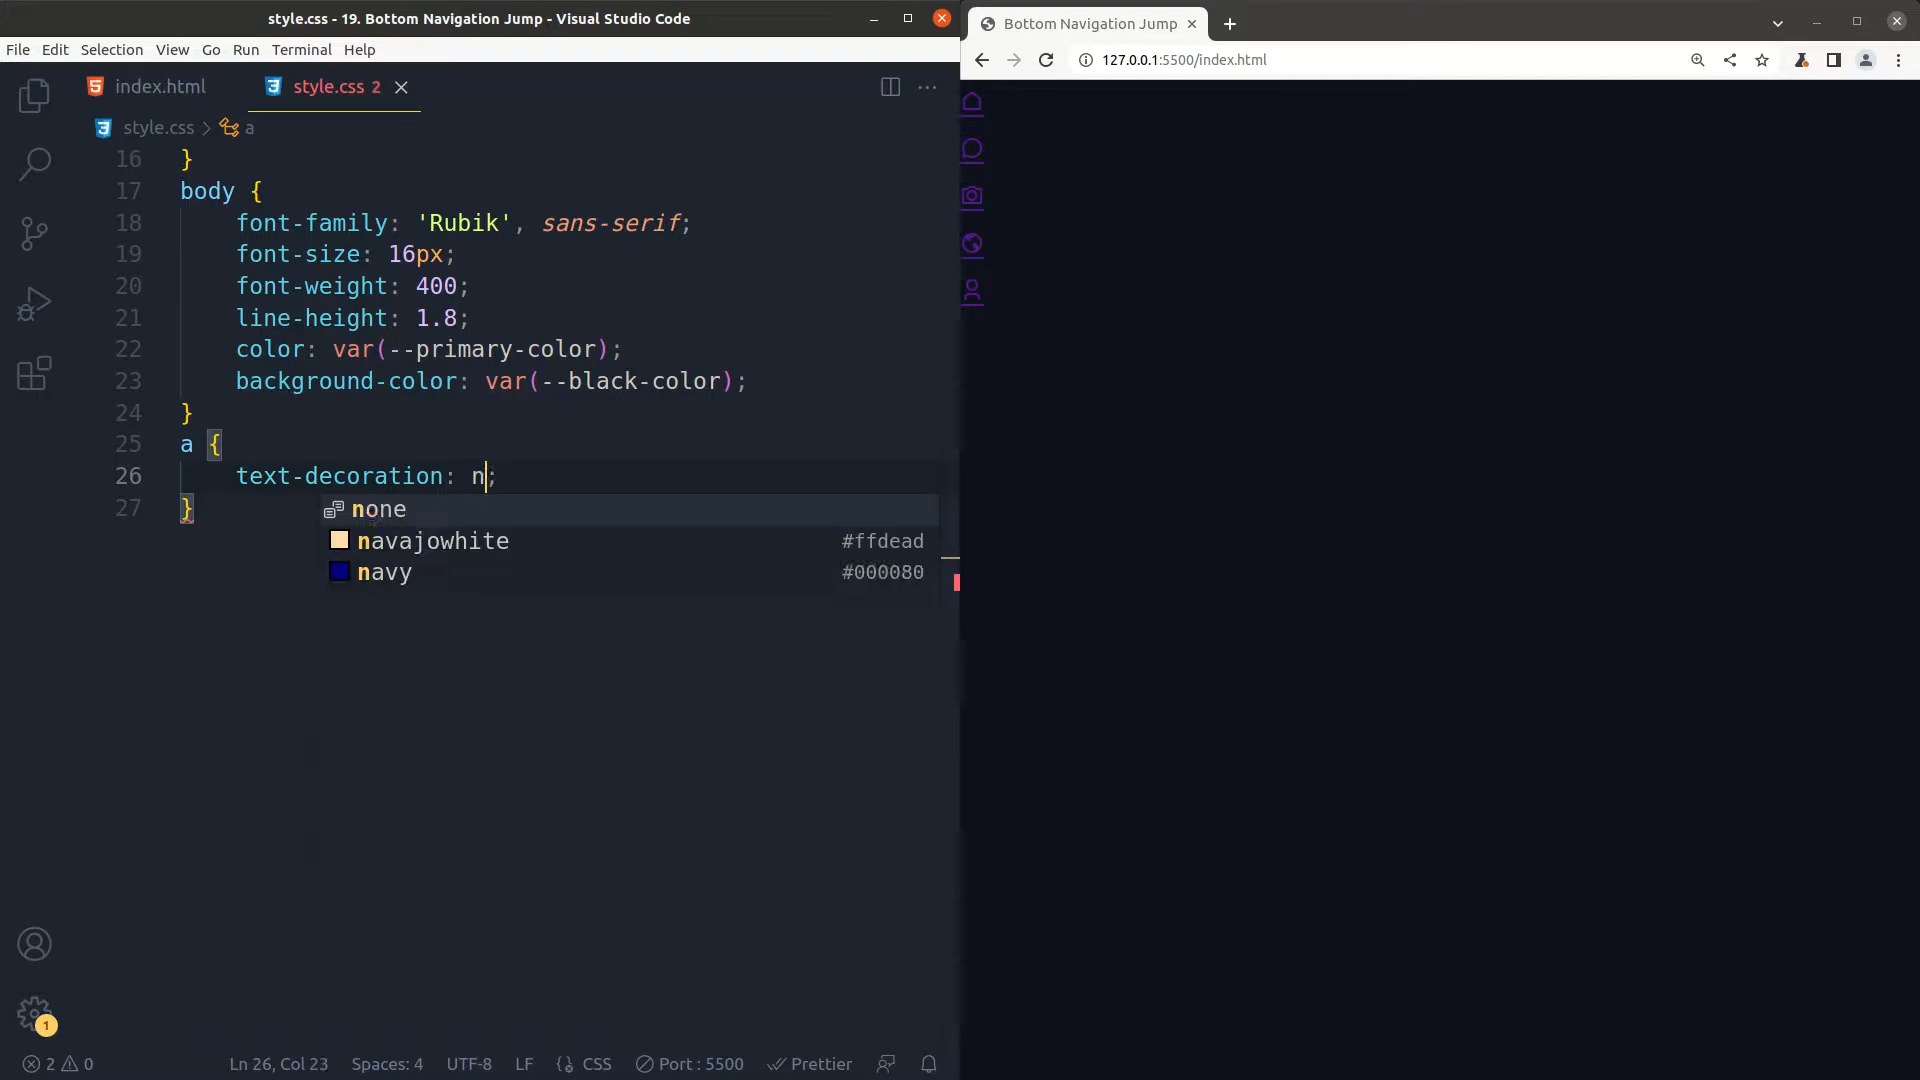 style.css - 19. Bottom Navigation Jump - Visual Studio Code
File Edit Selection View Go Run Terminal Help
index.html
style.css 2
style.css > a
16 }
17 body {
18 font-family: 'Rubik', sans-serif;
19 font-size: 16px;
20 font-weight: 400;
21 line-height: 1.8;
22 color: var(--primary-color);
23 background-color: var(--black-color);
24 }
25 a {
26 text-decoration: n;
27 }
none
navajowhite #ffdead
navy #000080
1
2 0 Ln 26, Col 23 Spaces: 4 UTF-8 LF {} CSS Port : 5500 Prettier
Bottom Navigation Jump
127.0.0.1:5500/index.html